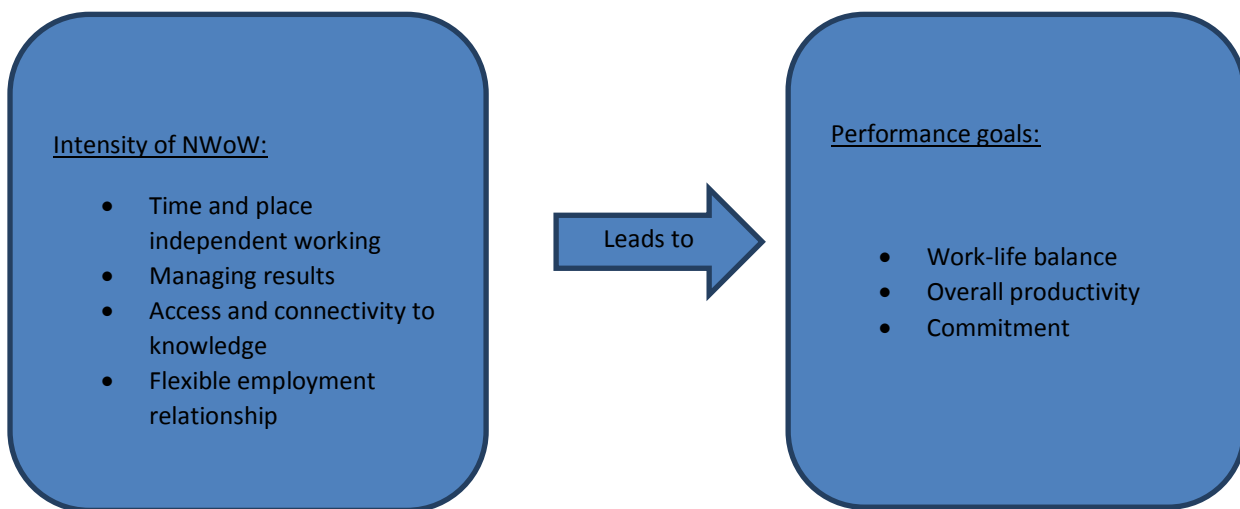 Intensity of NWoW:
• Time and place
independent working
• Managing results
• Access and connectivity to
knowledge
• Flexible employment
relationship
Leads to
Performance goals:
• Work-life balance
• Overall productivity
• Commitment